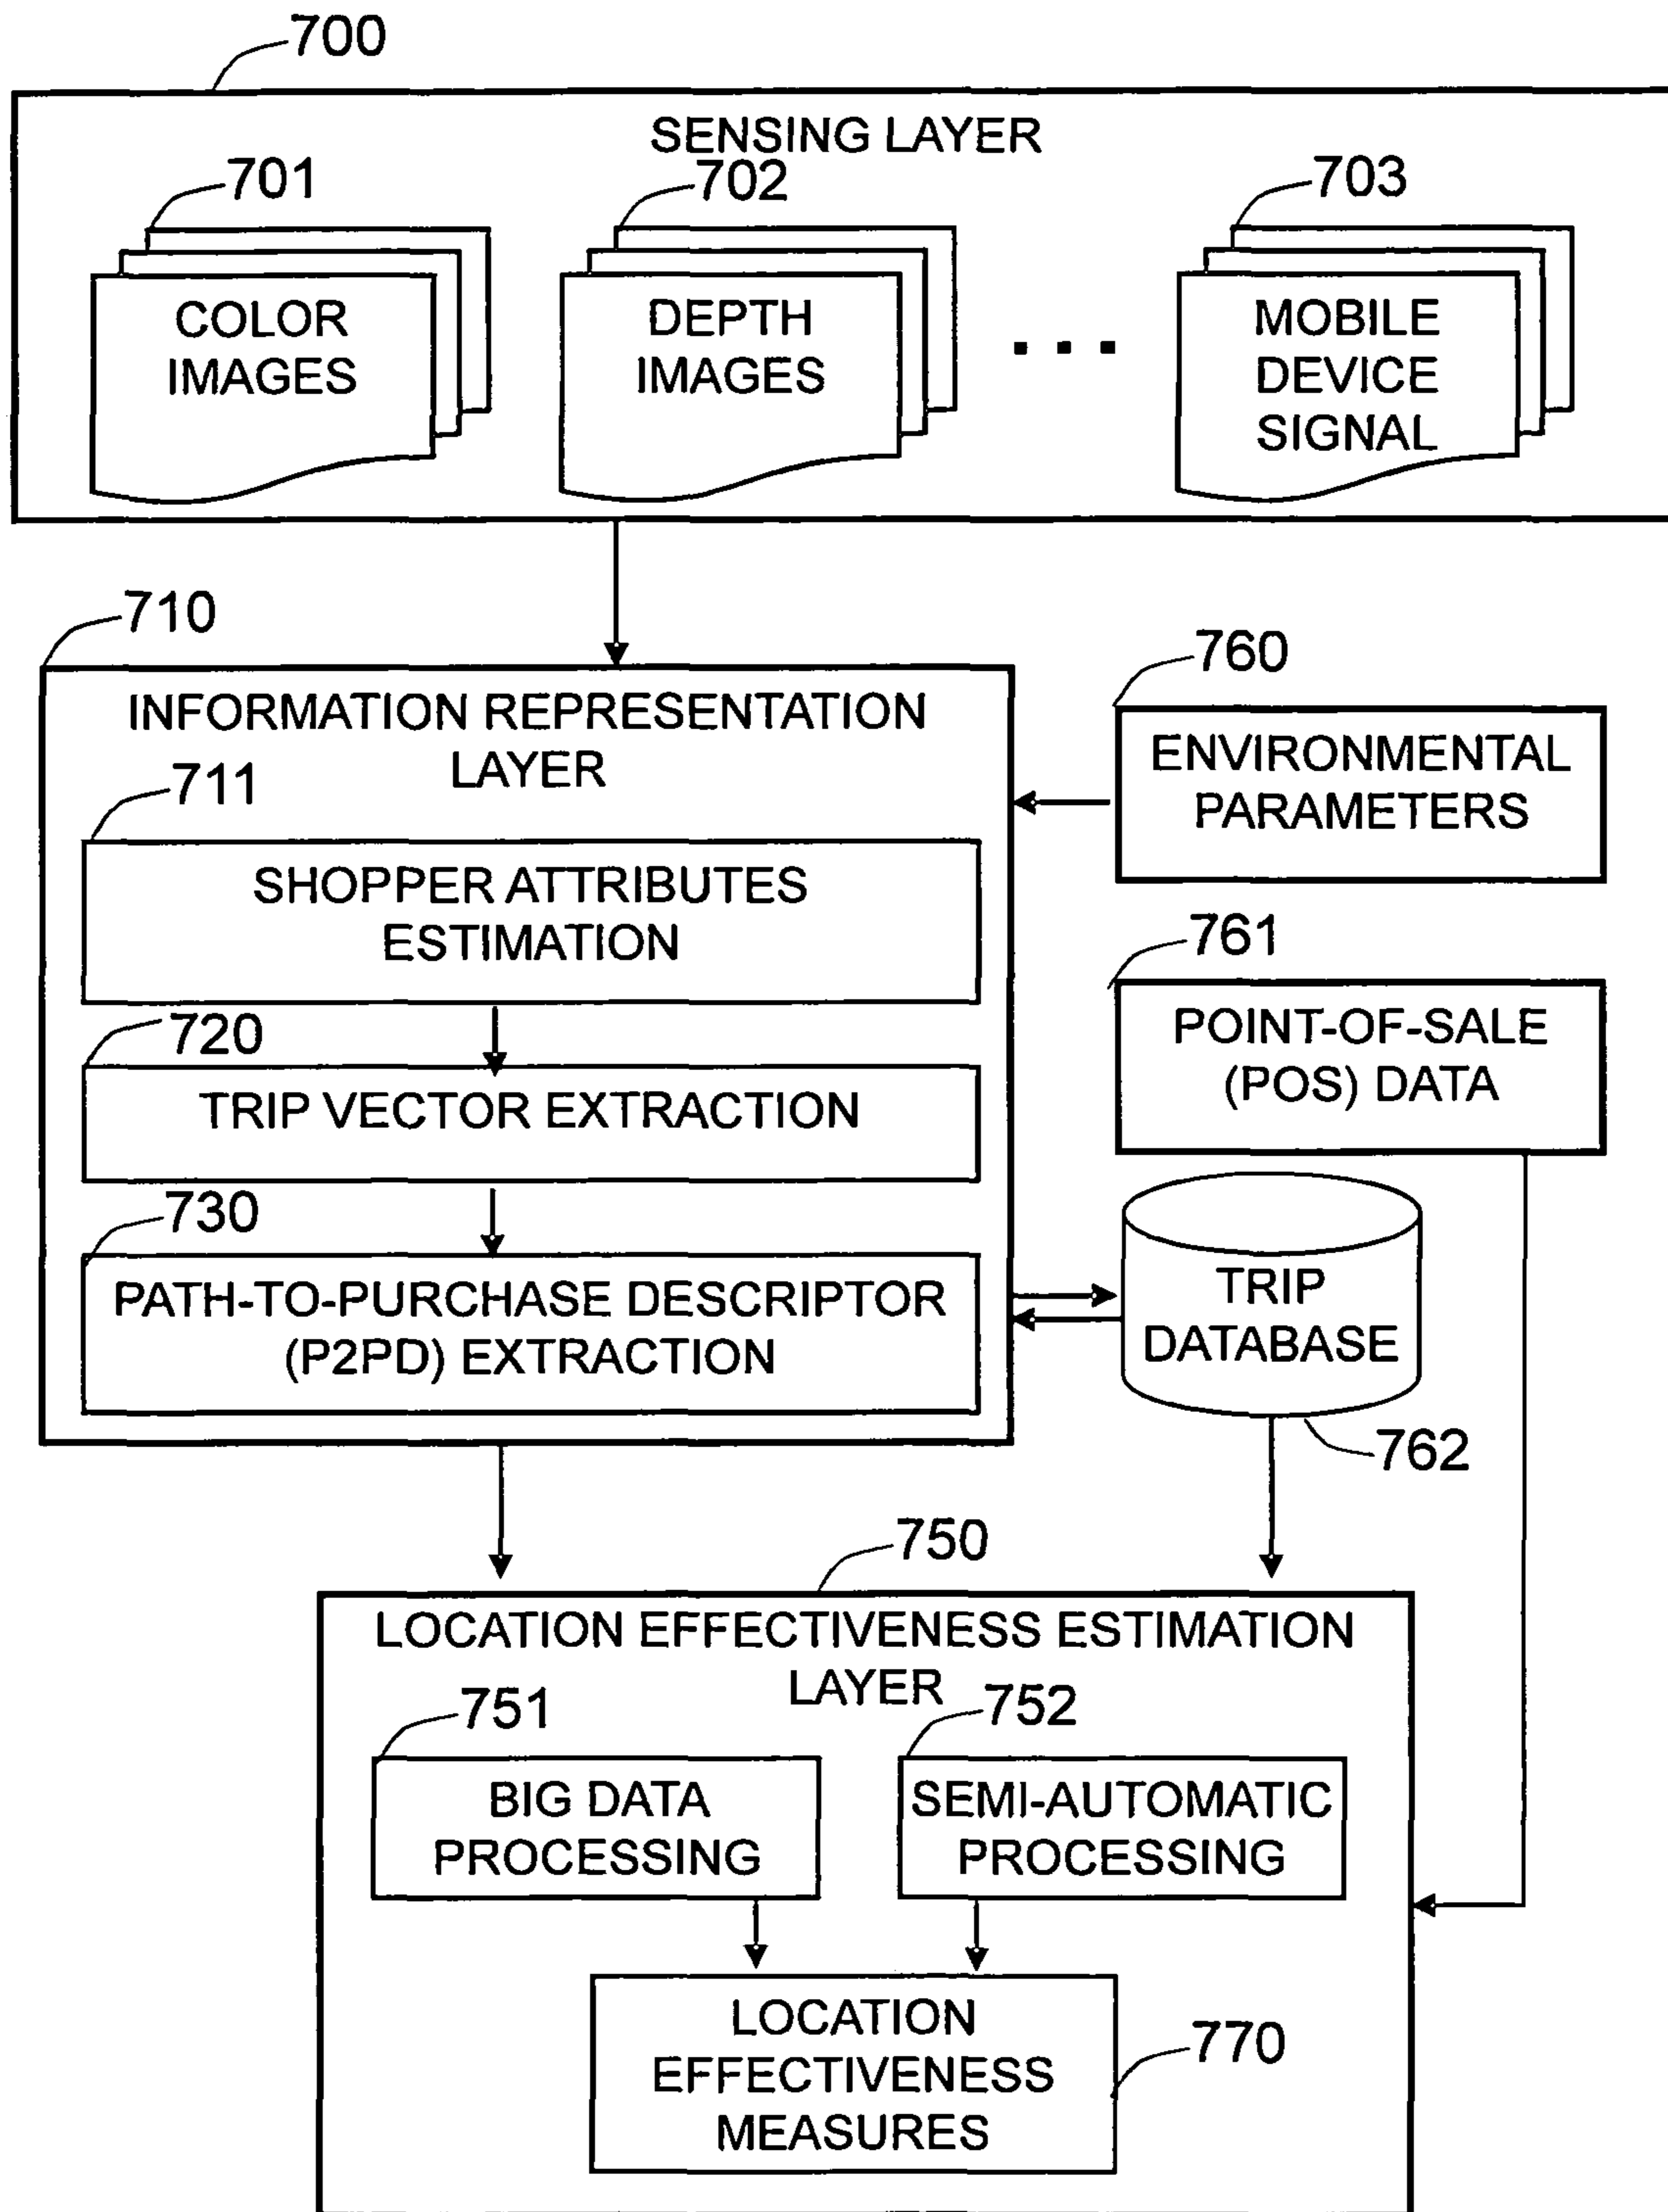 700
SENSING LAYER
701
702
703
COLOR
IMAGES
DEPTH
IMAGES
...
MOBILE
DEVICE
SIGNAL
710
INFORMATION REPRESENTATION
LAYER
711
SHOPPER ATTRIBUTES
ESTIMATION
720
TRIP VECTOR EXTRACTION
730
PATH-TO-PURCHASE DESCRIPTOR
(P2PD) EXTRACTION
760
ENVIRONMENTAL
PARAMETERS
761
POINT-OF-SALE
(POS) DATA
TRIP
DATABASE
762
750
LOCATION EFFECTIVENESS ESTIMATION
LAYER
751
BIG DATA
PROCESSING
752
SEMI-AUTOMATIC
PROCESSING
LOCATION
EFFECTIVENESS
MEASURES
770